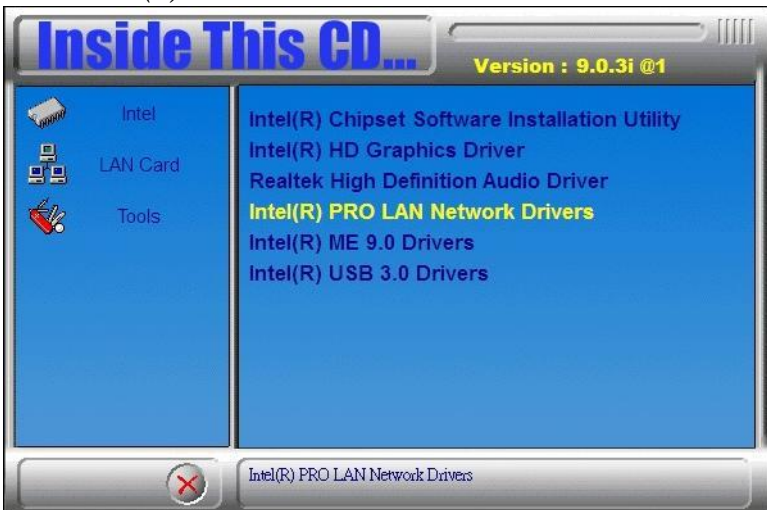 Inside This CD...
Version : 9.0.3i @1
Intel
LAN Card
Tools
Intel(R) Chipset Software Installation Utility
Intel(R) HD Graphics Driver
Realtek High Definition Audio Driver
Intel(R) PRO LAN Network Drivers
Intel(R) ME 9.0 Drivers
Intel(R) USB 3.0 Drivers
Intel(R) PRO LAN Network Drivers